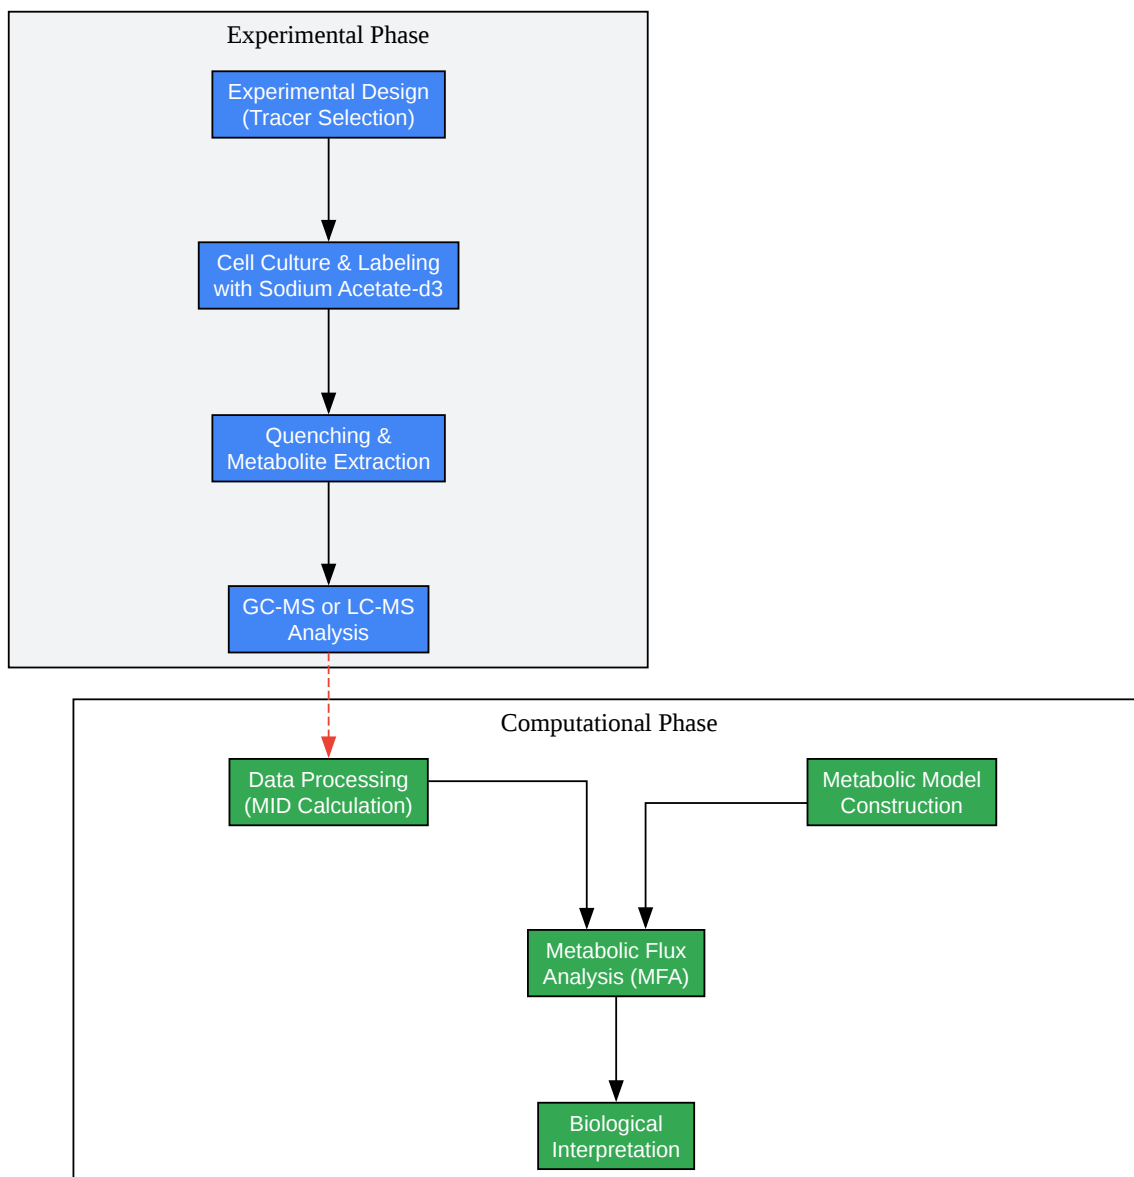 Experimental Phase
Experimental Design
(Tracer Selection)
Cell Culture & Labeling
with Sodium Acetate-d3
Quenching &
Metabolite Extraction
GC-MS or LC-MS
Analysis
Computational Phase
Data Processing
(MID Calculation)
Metabolic Model
Construction
Metabolic Flux
Analysis (MFA)
Biological
Interpretation